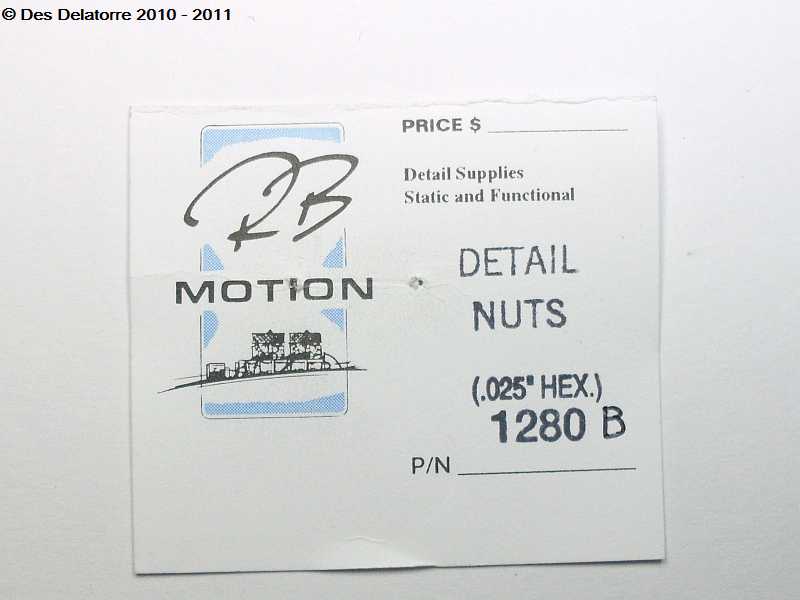 © Des Delatorre 2010 - 2011
RB
MOTION
PRICE $
Detail Supplies
Static and Functional
DETAIL
NUTS
(.025" HEX.)
1280 B
P/N